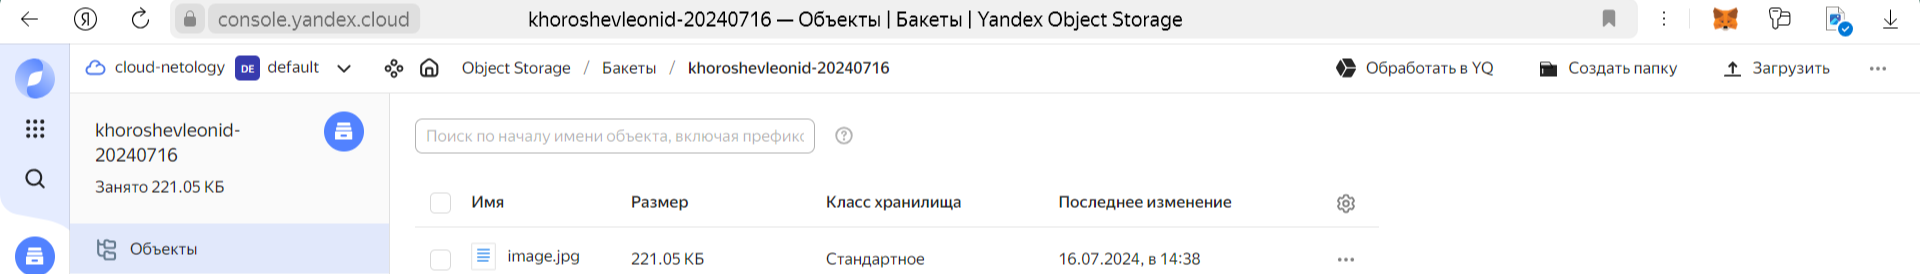 console.yandex.cloud khoroshevleonid-20240716 — Объекты | Бакеты | Yandex Object Storage
cloud-netology DE default Object Storage / Бакеты / khoroshevleonid-20240716 Обработать в YQ Создать папку Загрузить
khoroshevleonid-
20240716
Занято 221.05 КБ
Объекты
Поиск по началу имени объекта, включая префикс
Имя Размер Класс хранилища Последнее изменение
image.jpg 221.05 КБ Стандартное 16.07.2024, в 14:38